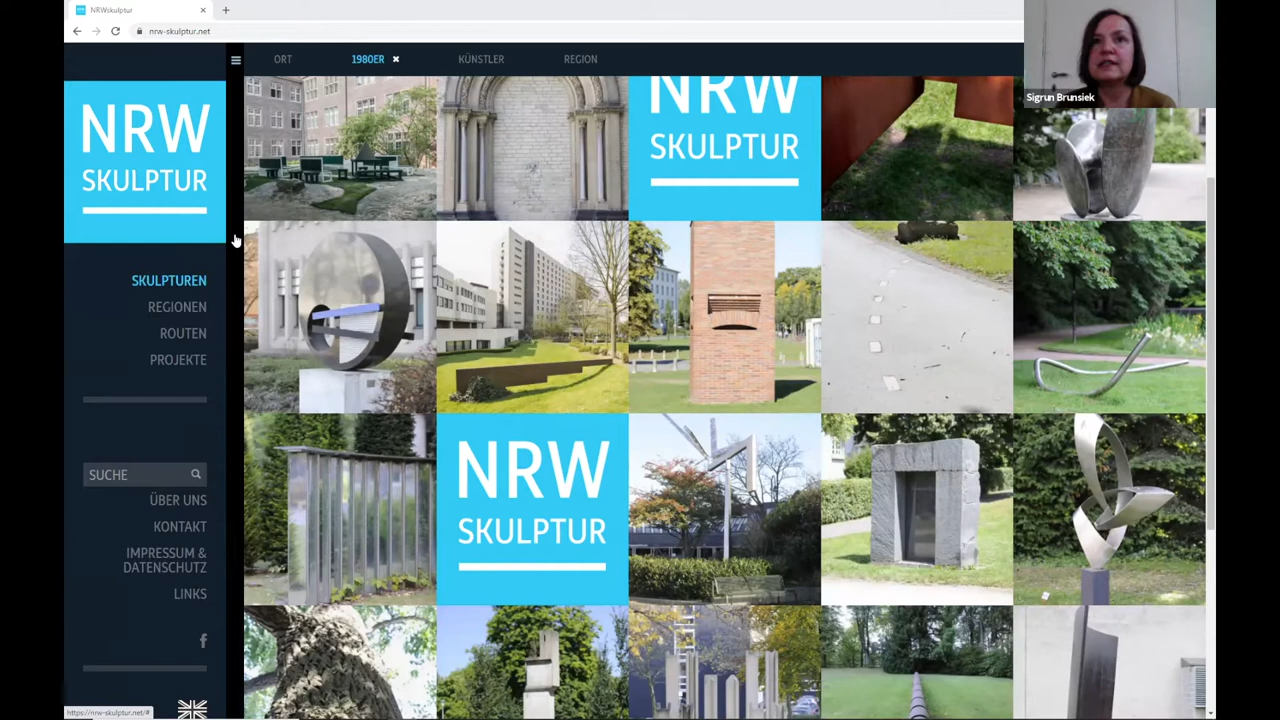 NRWskulptur
nrw-skulptur.net
ORT
1980ER
KÜNSTLER
REGION
Sigrun Brunsiek
NRW
SKULPTUR
NRW
SKULPTUR
SKULPTUREN
REGIONEN
ROUTEN
PROJEKTE
NRW
SKULPTUR
SUCHE
ÜBER UNS
KONTAKT
IMPRESSUM &
DATENSCHUTZ
LINKS
f
https://nrw-skulptur.net/#